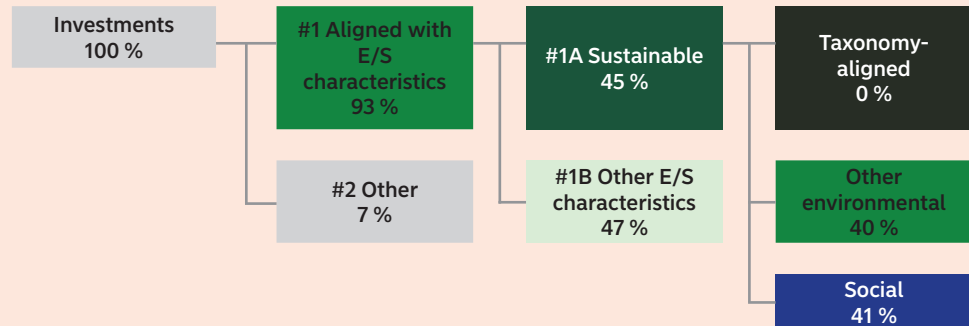 Investments
100 %
#1 Aligned with
E/S
characteristics
93 %
#2 Other
7 %
#1A Sustainable
45 %
#1B Other E/S
characteristics
47 %
Taxonomy-
aligned
0 %
Other
environmental
40 %
Social
41 %